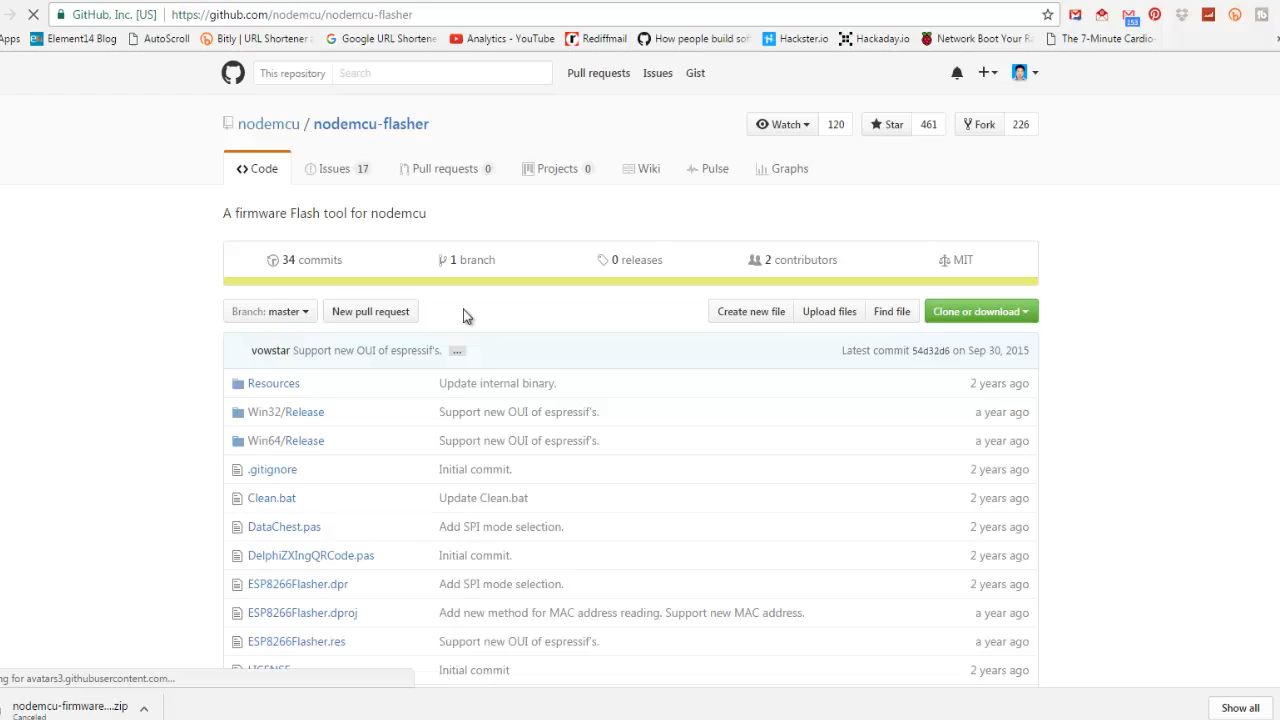 GitHub, Inc. [US] https://github.com/nodemcu/nodemcu-flasher
153
Apps Element14 Blog AutoScroll Bitly | URL Shortener Google URL Shortene Analytics - YouTube Rediffmail How people build sof Hackster.io Hackaday.io Network Boot Your Ra The 7-Minute Cardio
This repository Search Pull requests Issues Gist
nodemcu / nodemcu-flasher Watch 120 Star 461 Fork 226
Code Issues 17 Pull requests 0 Projects 0 Wiki Pulse Graphs
A firmware Flash tool for nodemcu
34 commits 1 branch 0 releases 2 contributors MIT
Branch: master New pull request Create new file Upload files Find file Clone or download
vowstar Support new OUI of espressif's. ... Latest commit 54d32d6 on Sep 30, 2015
Resources Update internal binary. 2 years ago
Win32/Release Support new OUI of espressif's. a year ago
Win64/Release Support new OUI of espressif's. a year ago
.gitignore Initial commit. 2 years ago
Clean.bat Update Clean.bat 2 years ago
DataChest.pas Add SPI mode selection. 2 years ago
DelphiZXIngQRCode.pas Initial commit. 2 years ago
ESP8266Flasher.dpr Add SPI mode selection. 2 years ago
ESP8266Flasher.dproj Add new method for MAC address reading. Support new MAC address. a year ago
ESP8266Flasher.res Support new OUI of espressif's. a year ago
LICENSE Initial commit 2 years ago
ng for avatars3.githubusercontent.com...
nodemcu-firmware....zip
Canceled
Show all